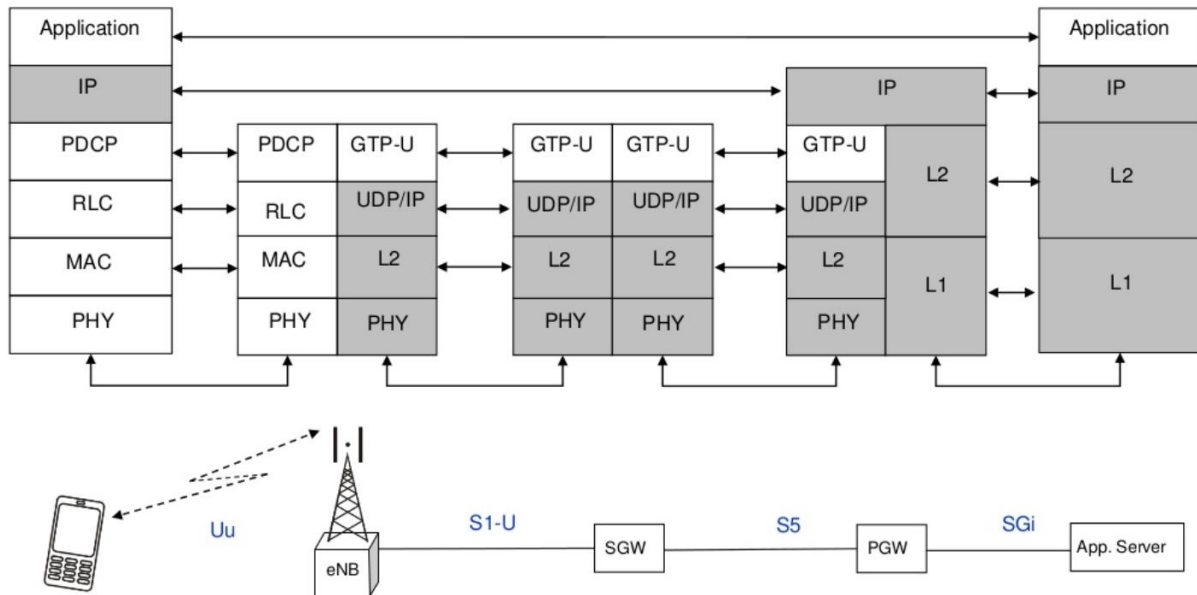 Application
Application
IP
IP
IP
PDCP
PDCP
GTP-U
GTP-U
GTP-U
GTP-U
L2
L2
RLC
RLC
UDP/IP
UDP/IP
UDP/IP
UDP/IP
MAC
MAC
L2
L2
L2
L2
L1
L1
PHY
PHY
PHY
PHY
PHY
PHY
Uu
S1-U
S5
SGi
eNB
SGW
PGW
App. Server